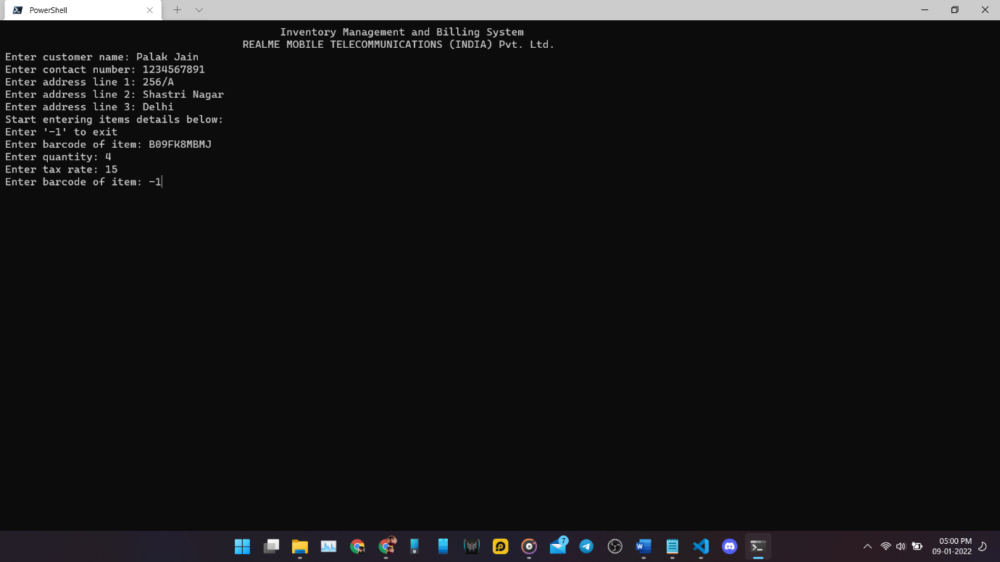 PowerShell
Inventory Management and Billing System
REALME MOBILE TELECOMMUNICATIONS (INDIA) Pvt. Ltd.
Enter customer name: Palak Jain
Enter contact number: 1234567891
Enter address line 1: 256/A
Enter address line 2: Shastri Nagar
Enter address line 3: Delhi
Start entering items details below:
Enter '-1' to exit
Enter barcode of item: B09FK8MBMJ
Enter quantity: 4
Enter tax rate: 15
Enter barcode of item: -1
7
05:00 PM
09-01-2022